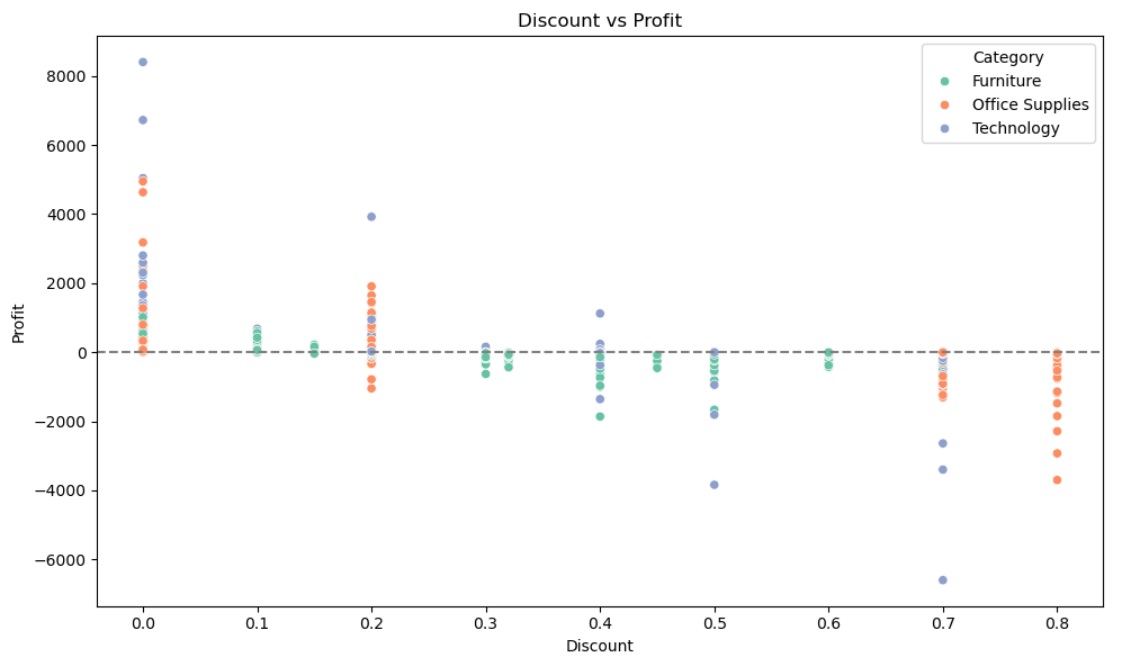 Discount vs Profit
Category
Furniture
Office Supplies
Technology
8000
6000
4000
2000
0
−2000
−4000
−6000
Profit
0.0 0.1 0.2 0.3 0.4 0.5 0.6 0.7 0.8
Discount